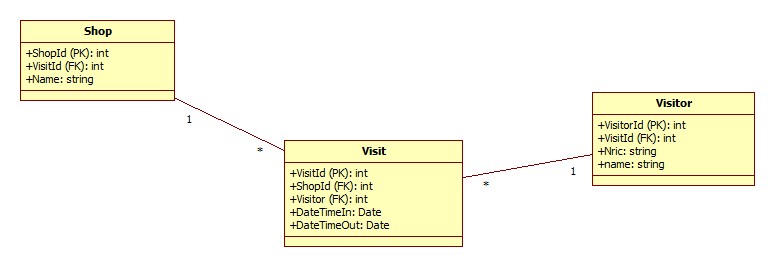 Shop
+ShopId (PK): int
+VisitId (FK): int
+Name: string
1
*
Visit
+VisitId (PK): int
+ShopId (FK): int
+Visitor (FK): int
+DateTimeIn: Date
+DateTimeOut: Date
*
1
Visitor
+VisitorId (PK): int
+VisitId (FK): int
+Nric: string
+name: string